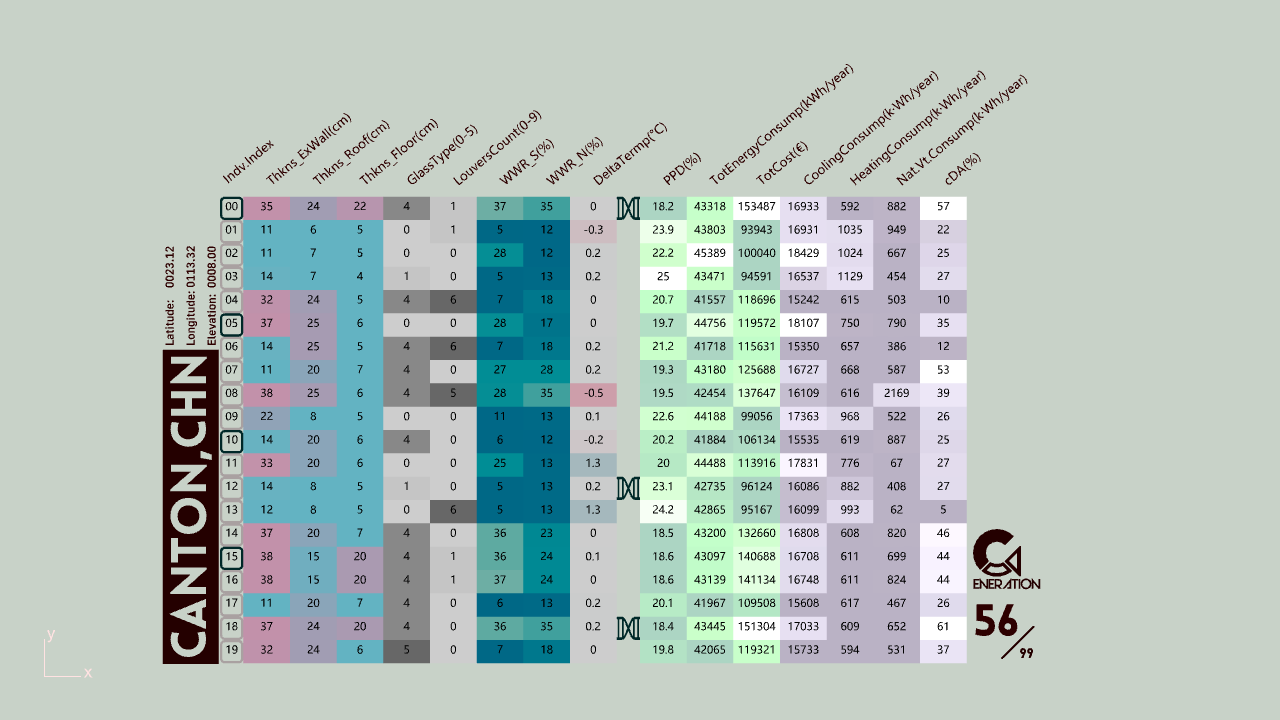 Indv.Index Thkns_ExWall(cm) Thkns_Roof(cm) Thkns_Floor(cm) GlassType(0-5) LouversCount(0-9) WWR_S(%) WWR_N(%) DeltaTermp(°C) PPD(%) TotEnergyConsump(kWh/year) TotCost(€) CoolingConsump(k·Wh/year) HeatingConsump(k·Wh/year) Nat.Vt.Consump(k·Wh/year) cDA(%)
00 35 24 22 4 1 37 35 0 18.2 43318 153487 16933 592 882 57
01 11 6 5 0 1 5 12 -0.3 23.9 43803 93943 16931 1035 949 22
02 11 7 5 0 0 28 12 0.2 22.2 45389 100040 18429 1024 667 25
03 14 7 4 1 0 5 13 0.2 25 43471 94591 16537 1129 454 27
04 32 24 5 4 6 7 18 0 20.7 41557 118696 15242 615 503 10
05 37 25 6 0 0 28 17 0 19.7 44756 119572 18107 750 790 35
06 14 25 5 4 6 7 18 0.2 21.2 41718 115631 15350 657 386 12
07 11 20 7 4 0 27 28 0.2 19.3 43180 125688 16727 668 587 53
08 38 25 6 4 5 28 35 -0.5 19.5 42454 137647 16109 616 2169 39
09 22 8 5 0 0 11 13 0.1 22.6 44188 99056 17363 968 522 26
10 14 20 6 4 0 6 12 -0.2 20.2 41884 106134 15535 619 887 25
11 33 20 6 0 0 25 13 1.3 20 44488 113916 17831 776 67 27
12 14 8 5 1 0 5 13 0.2 23.1 42735 96124 16086 882 408 27
13 12 8 5 0 6 5 13 1.3 24.2 42865 95167 16099 993 62 5
14 37 20 7 4 0 36 23 0 18.5 43200 132660 16808 608 820 46
15 38 15 20 4 1 36 24 0.1 18.6 43097 140688 16708 611 699 44
16 38 15 20 4 1 37 24 0 18.6 43139 141134 16748 611 824 44
17 11 20 7 4 0 6 13 0.2 20.1 41967 109508 15608 617 467 26
18 37 24 20 4 0 36 35 0.2 18.4 43445 151304 17033 609 652 61
19 32 24 6 5 0 7 18 0 19.8 42065 119321 15733 594 531 37
CANTON,CHN
Latitude: 0023.12
Longitude: 0113.32
Elevation: 0008.00
G
ENERATION
56/99
y
x